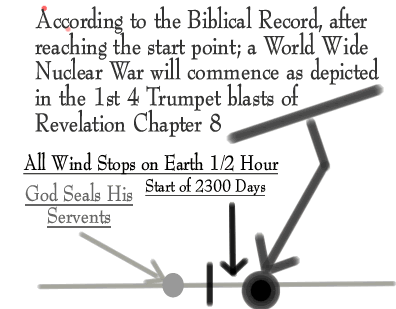 According to the Biblical Record, after
reaching the start point; a World Wide
Nuclear War will commence as depicted
in the 1st 4 Trumpet blasts of
Revelation Chapter 8
All Wind Stops on Earth 1/2 Hour
God Seals His
Servents
Start of 2300 Days